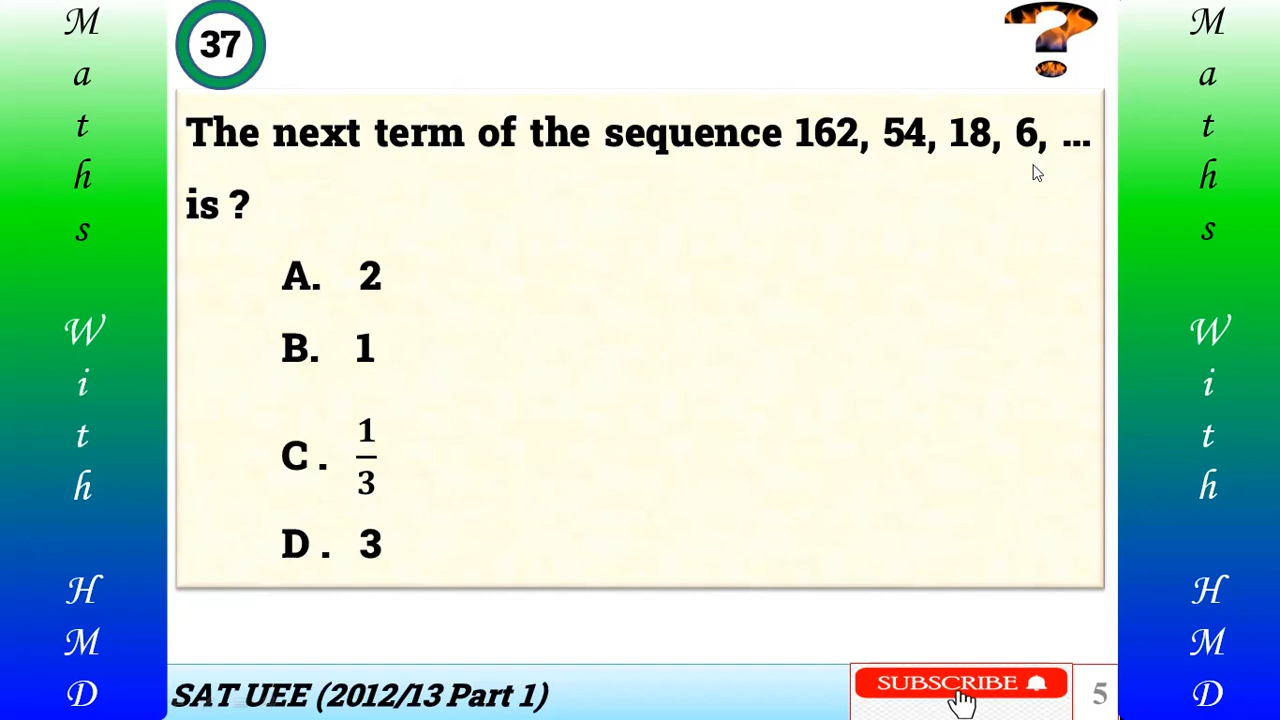 Maths With HMD
37
The next term of the sequence 162, 54, 18, 6, ...
is ?
A. 2
B. 1
C . 1/3
D . 3
Maths With HMD
SAT UEE (2012/13 Part 1)
SUBSCRIBE
5